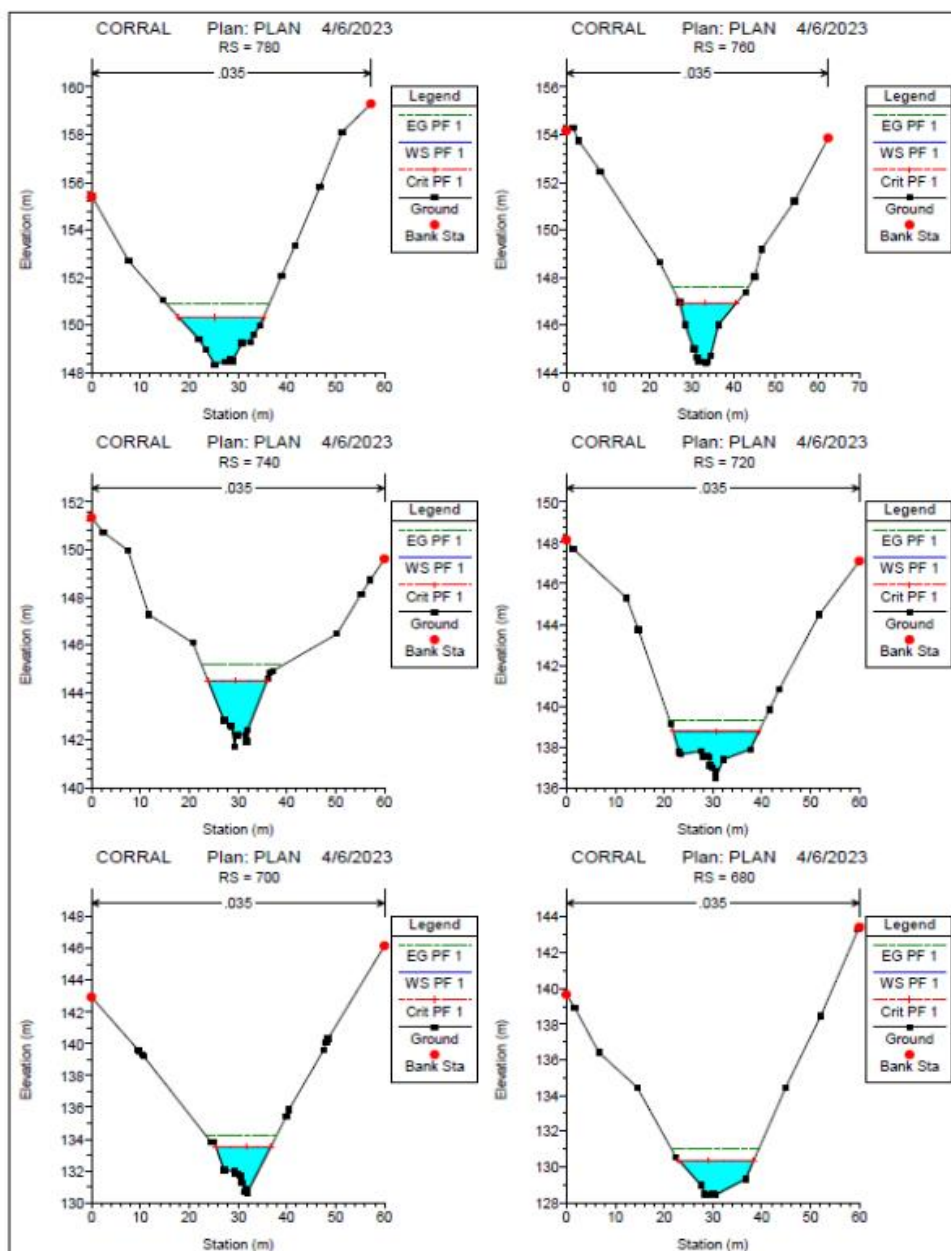 CORRAL Plan: PLAN 4/6/2023
RS = 780
.035
Legend
EG PF 1
WS PF 1
Crit PF 1
Ground
Bank Sta
Elevation (m)
160
158
156
154
152
150
148
0 10 20 30 40 50 60
Station (m)
CORRAL Plan: PLAN 4/6/2023
RS = 760
.035
Legend
EG PF 1
WS PF 1
Crit PF 1
Ground
Bank Sta
Elevation (m)
156
154
152
150
148
146
144
0 10 20 30 40 50 60 70
Station (m)
CORRAL Plan: PLAN 4/6/2023
RS = 740
.035
Legend
EG PF 1
WS PF 1
Crit PF 1
Ground
Bank Sta
Elevation (m)
152
150
148
146
144
142
140
0 10 20 30 40 50 60
Station (m)
CORRAL Plan: PLAN 4/6/2023
RS = 720
.035
Legend
EG PF 1
WS PF 1
Crit PF 1
Ground
Bank Sta
Elevation (m)
150
148
146
144
142
140
138
136
0 10 20 30 40 50 60
Station (m)
CORRAL Plan: PLAN 4/6/2023
RS = 700
.035
Legend
EG PF 1
WS PF 1
Crit PF 1
Ground
Bank Sta
Elevation (m)
148
146
144
142
140
138
136
134
132
130
0 10 20 30 40 50 60
Station (m)
CORRAL Plan: PLAN 4/6/2023
RS = 680
.035
Legend
EG PF 1
WS PF 1
Crit PF 1
Ground
Bank Sta
Elevation (m)
144
142
140
138
136
134
132
130
128
0 10 20 30 40 50 60
Station (m)